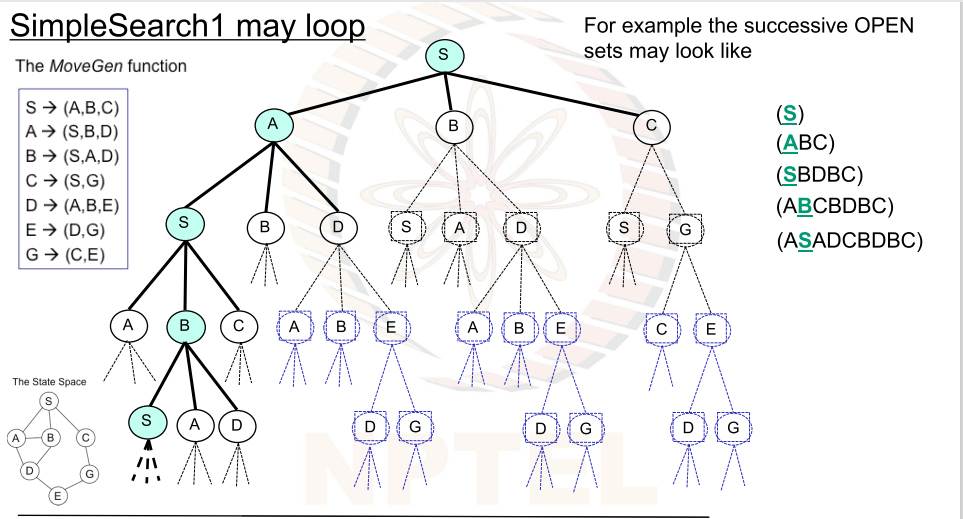 SimpleSearch1 may loop
For example the successive OPEN
sets may look like
The MoveGen function
S → (A,B,C)
A → (S,B,D)
B → (S,A,D)
C → (S,G)
D → (A,B,E)
E → (D,G)
G → (C,E)
(S)
(ABC)
(SBDBC)
(ABCBDBC)
(ASADCBDBC)
S
A B C
S B D S A D S G
A B C A B E A B E C E
S A D D G D G D G
The State Space
S
A B C
D G
E
NPTEL